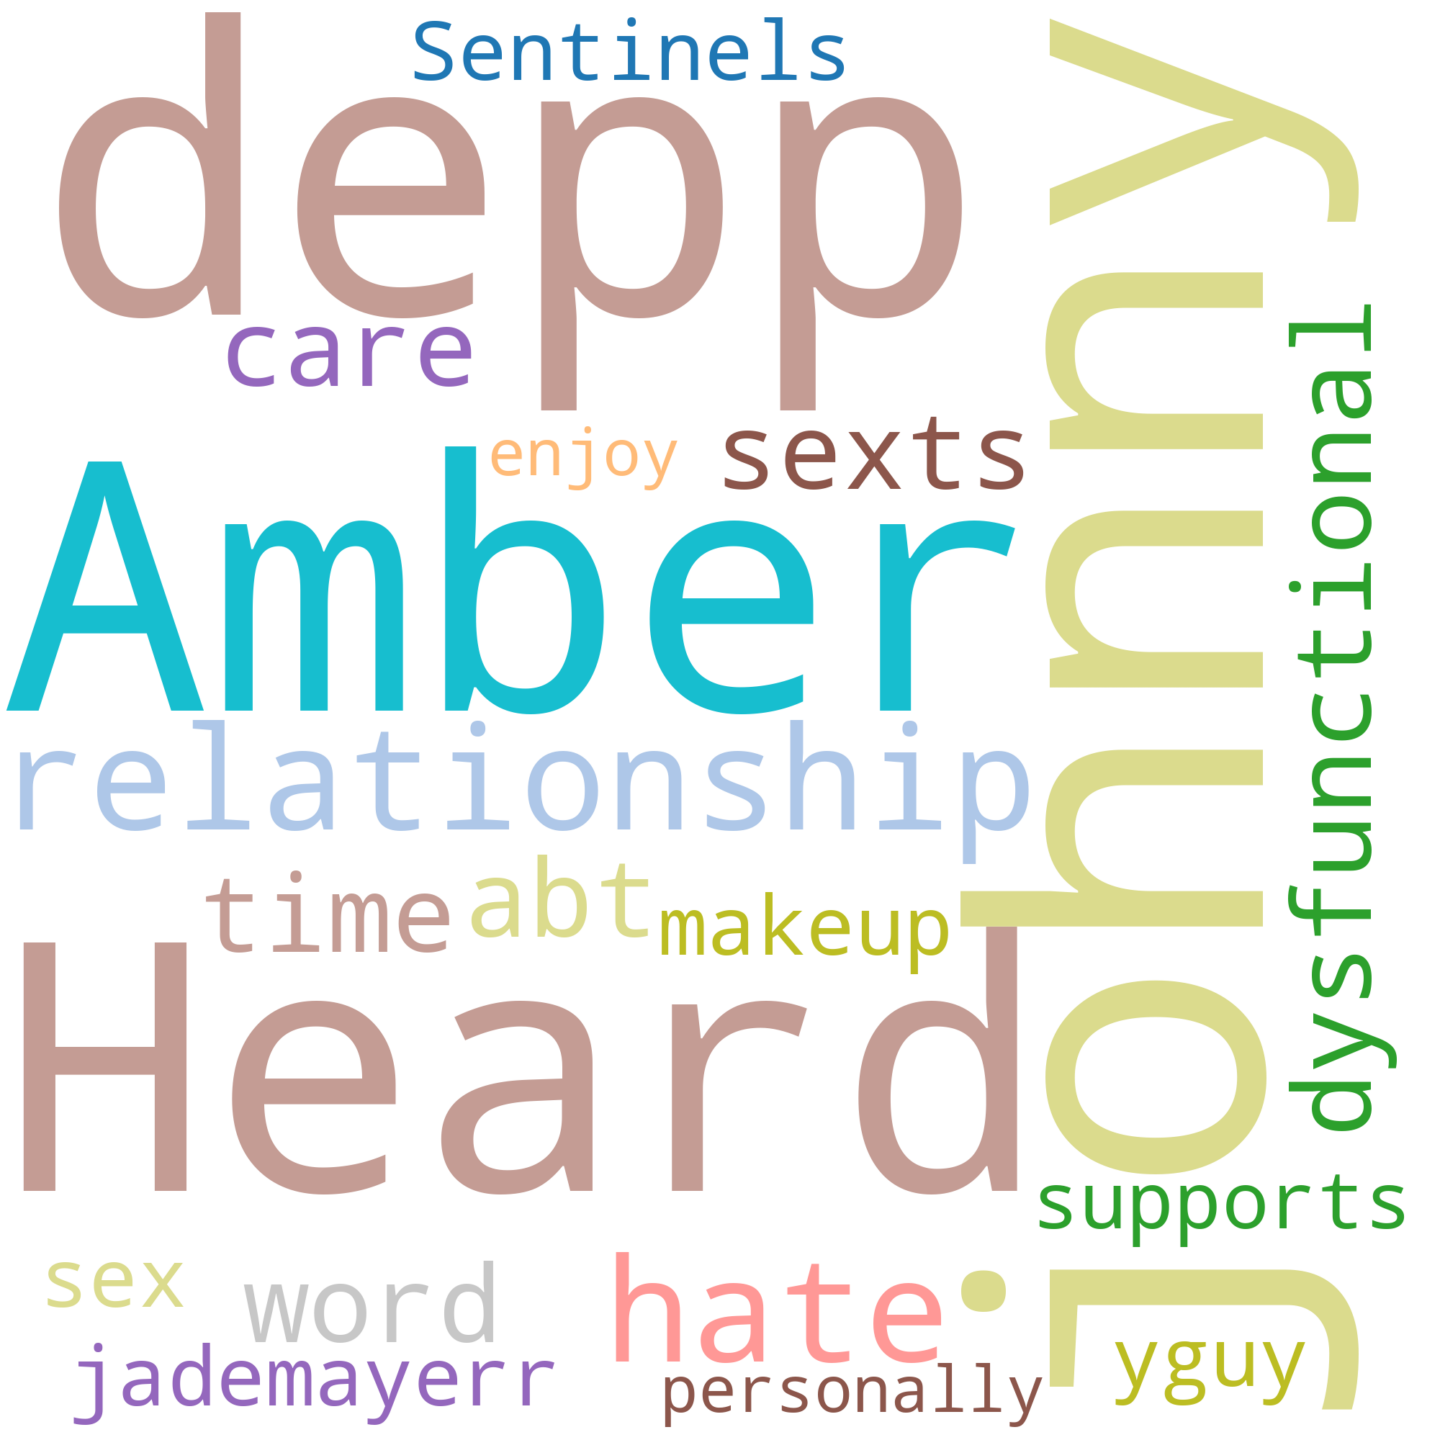 Sentinels
depp
johnny
care
enjoy
sexts
dysfunctional
Amber
relationship
time
abt
makeup
Heard
supports
sex
word
hate
yguy
jademayerr
personally